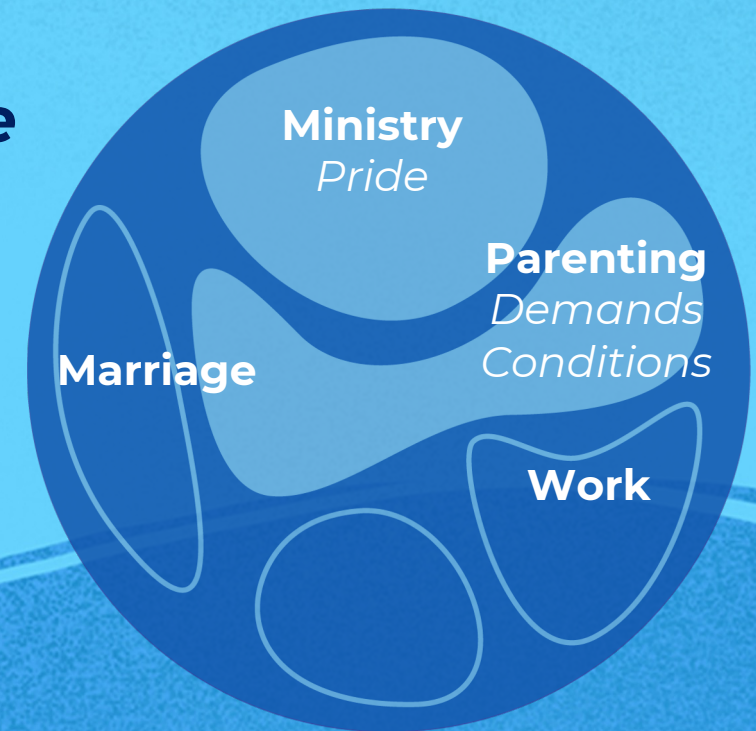 e
Ministry
Pride
Parenting
Demands
Conditions
Marriage
Work